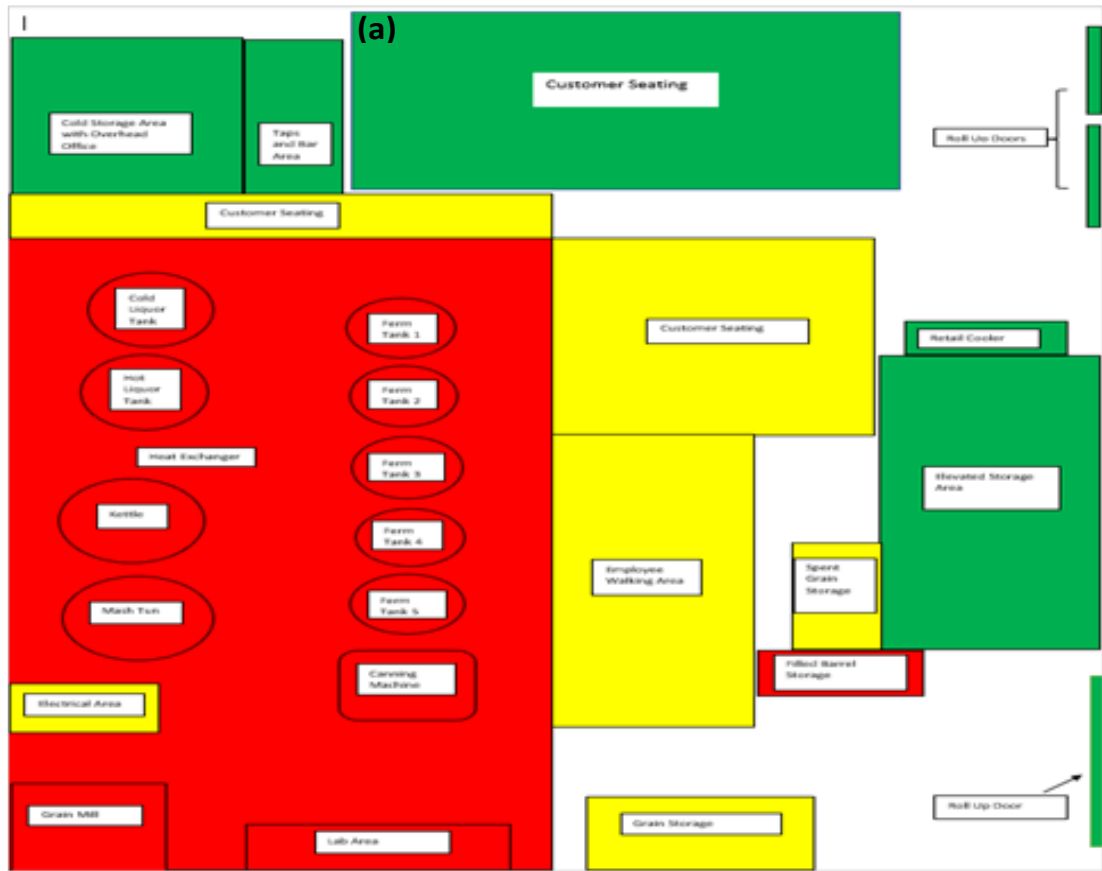 (a)
Customer Seating
Cold Storage Area
with Overhead
Office
Taps
and Bar
Area
Roll Up Doors
Customer Seating
Cold
Liquor
Tank
Ferm
Tank 1
Customer Seating
Retail Cooler
Hot
Liquor
Tank
Ferm
Tank 2
Heat Exchanger
Ferm
Tank 3
Elevated Storage
Area
Kettle
Ferm
Tank 4
Employee
Walking Area
Spent
Grain
Storage
Mash Tun
Ferm
Tank 5
Canning
Machine
Filled Barrel
Storage
Electrical Area
Grain Mill
Lab Area
Grain Storage
Roll Up Door